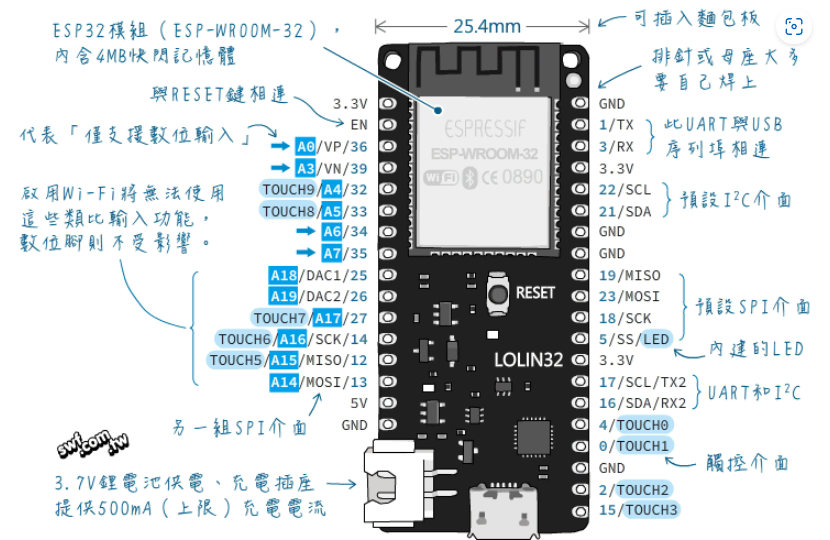 ESP32模組（ESP-WROOM-32），
內含4MB快閃記憶體
25.4mm
可插入麵包板
排針或母座大多
要自己焊上
與RESET鍵相連
代表「僅支援數位輸入」
啟用Wi-Fi將無法使用
這些類比輸入功能，
數位腳則不受影響。
3.3V
EN
A0/VP/36
A3/VN/39
TOUCH9/A4/32
TOUCH8/A5/33
A6/34
A7/35
A18/DAC1/25
A19/DAC2/26
TOUCH7/A17/27
TOUCH6/A16/SCK/14
TOUCH5/A15/MISO/12
A14/MOSI/13
5V
GND
另一組SPI介面
swf.com.tw
3.7V鋰電池供電、充電插座
提供500mA（上限）充電電流
ESPRESSIF
ESP-WROOM-32
WiFi CE 0890
RESET
LOLIN32
GND
1/TX
3/RX
3.3V
22/SCL
21/SDA
GND
GND
19/MISO
23/MOSI
18/SCK
5/SS/LED
3.3V
17/SCL/TX2
16/SDA/RX2
4/TOUCH0
0/TOUCH1
GND
2/TOUCH2
15/TOUCH3
此UART與USB
序列埠相連
預設I²C介面
預設SPI介面
內建的LED
UART和I²C
觸控介面